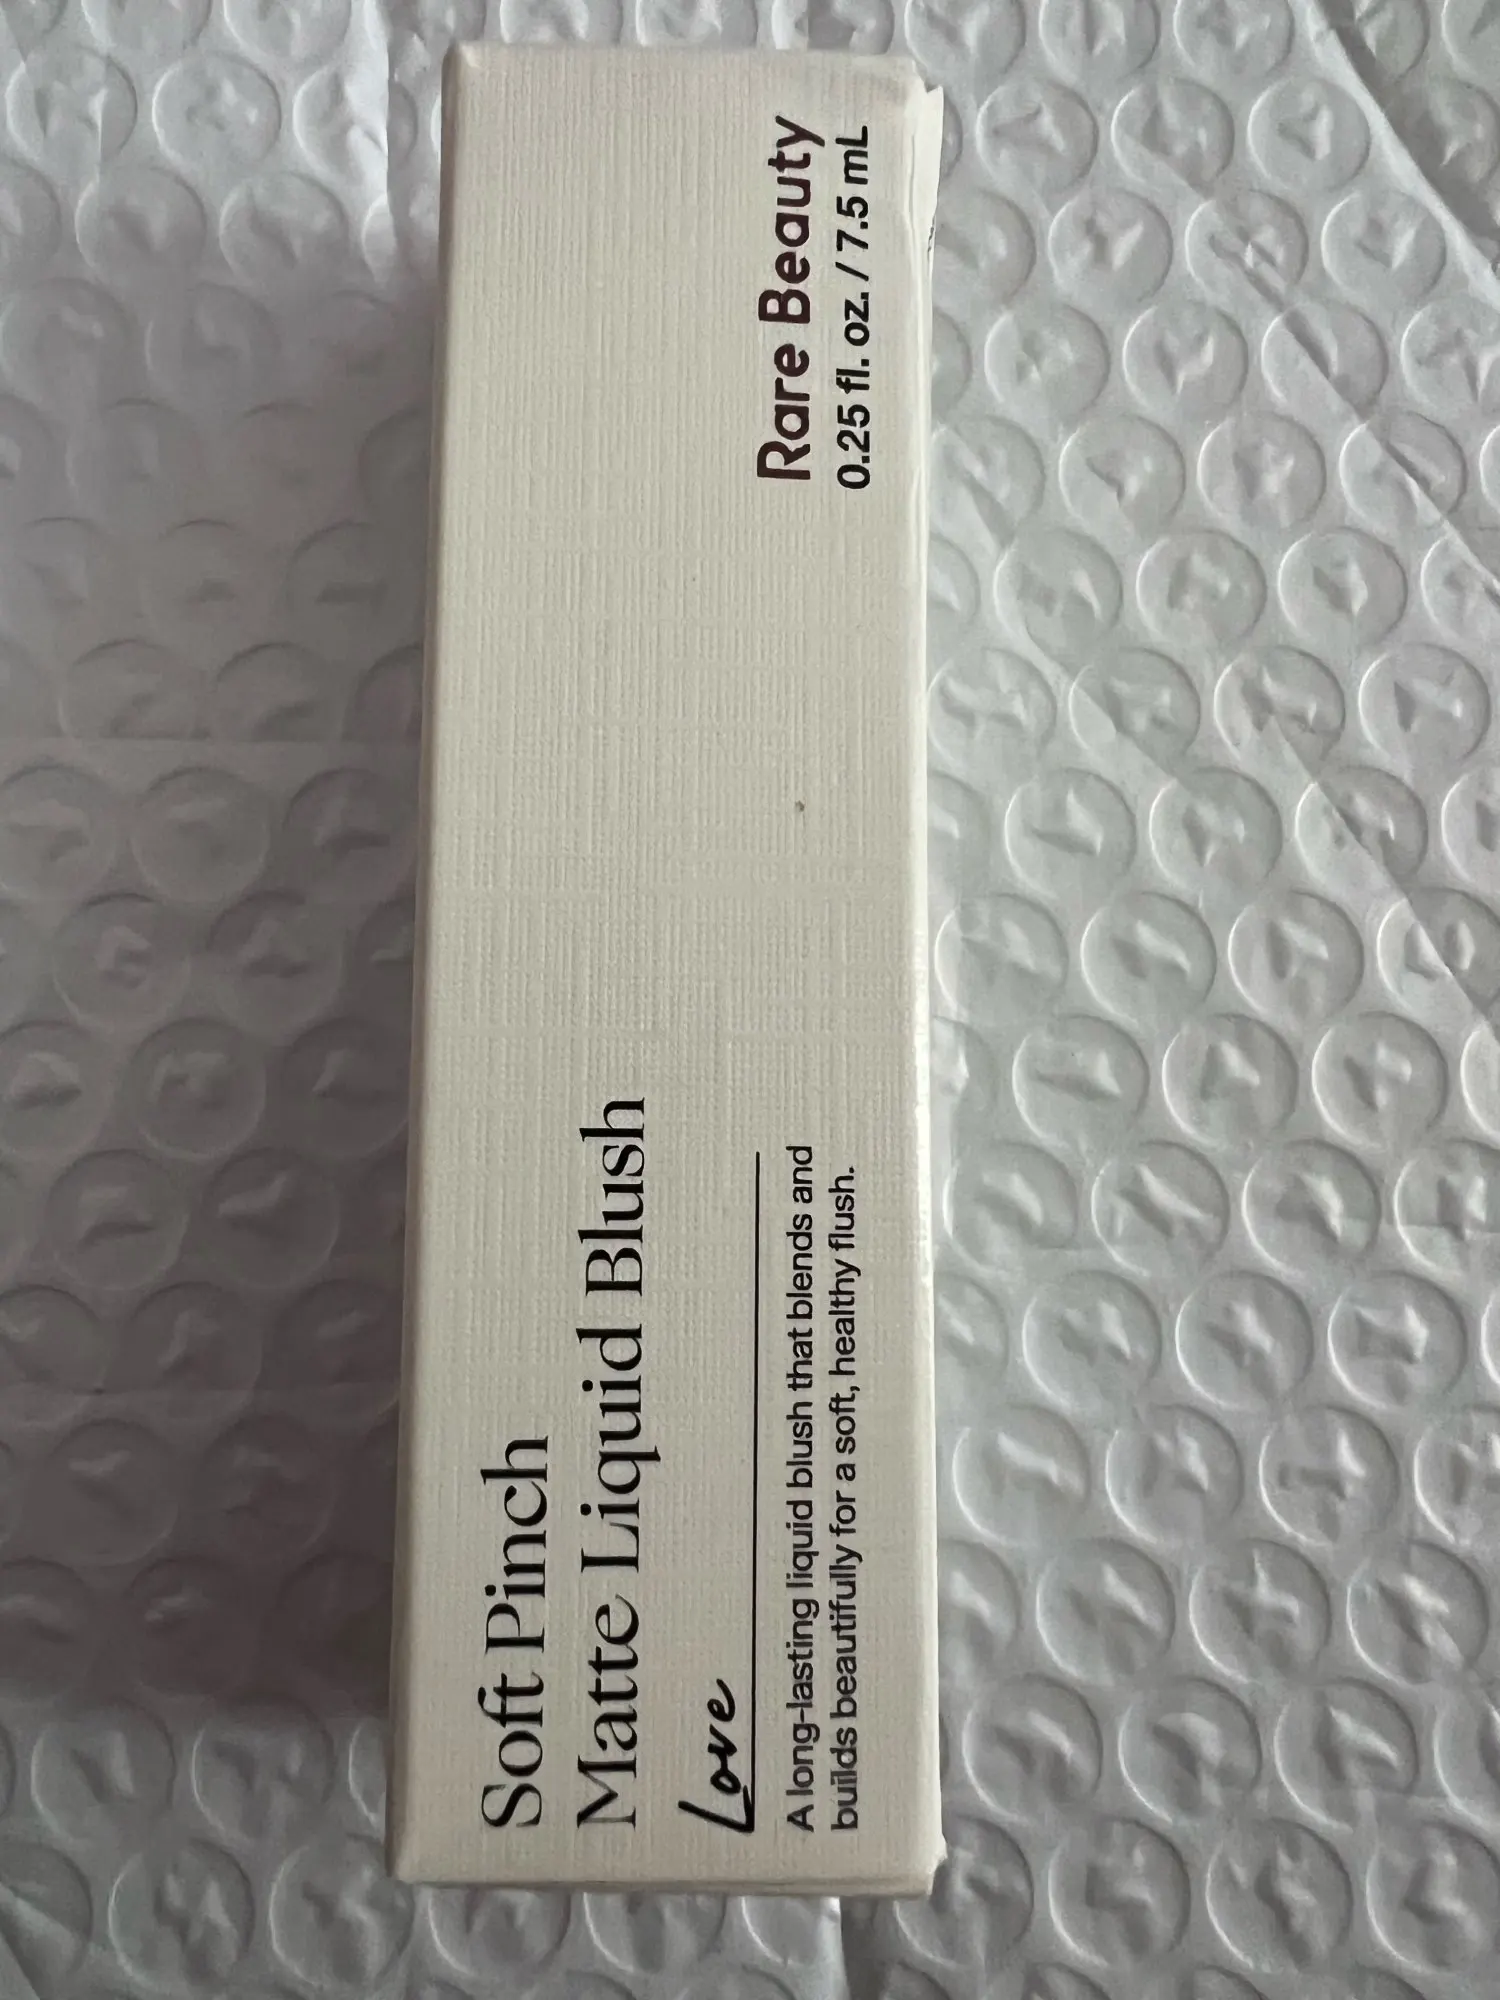 Soft Pinch
Matte Liquid Blush
Love
A long-lasting liquid blush that blends and
builds beautifully for a soft, healthy flush.
Rare Beauty
0.25 fl. oz. / 7.5 mL